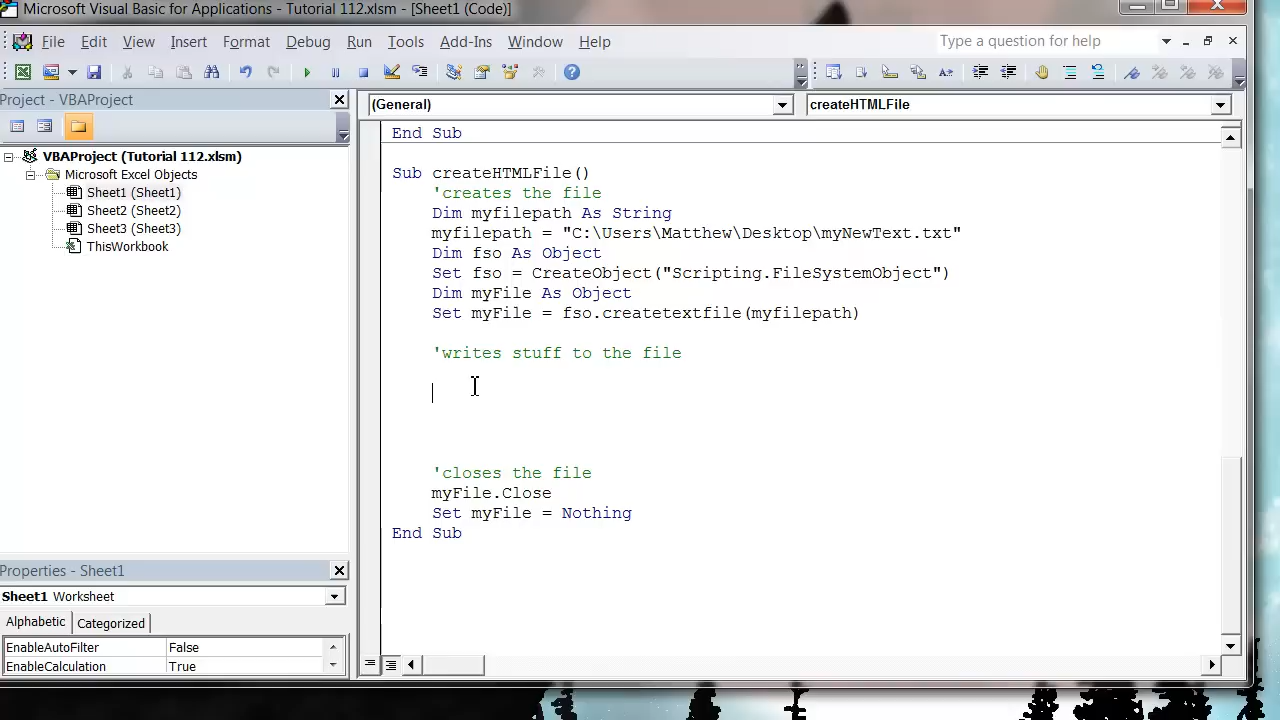 Microsoft Visual Basic for Applications - Tutorial 112.xlsm - [Sheet1 (Code)]
File Edit View Insert Format Debug Run Tools Add-Ins Window Help
Type a question for help
Project - VBAProject
(General)
createHTMLFile
VBAProject (Tutorial 112.xlsm)
Microsoft Excel Objects
Sheet1 (Sheet1)
Sheet2 (Sheet2)
Sheet3 (Sheet3)
ThisWorkbook
End Sub
Sub createHTMLFile()
'creates the file
Dim myfilepath As String
myfilepath = "C:\Users\Matthew\Desktop\myNewText.txt"
Dim fso As Object
Set fso = CreateObject("Scripting.FileSystemObject")
Dim myFile As Object
Set myFile = fso.createtextfile(myfilepath)
'writes stuff to the file
'closes the file
myFile.Close
Set myFile = Nothing
End Sub
Properties - Sheet1
Sheet1 Worksheet
Alphabetic Categorized
EnableAutoFilter False
EnableCalculation True